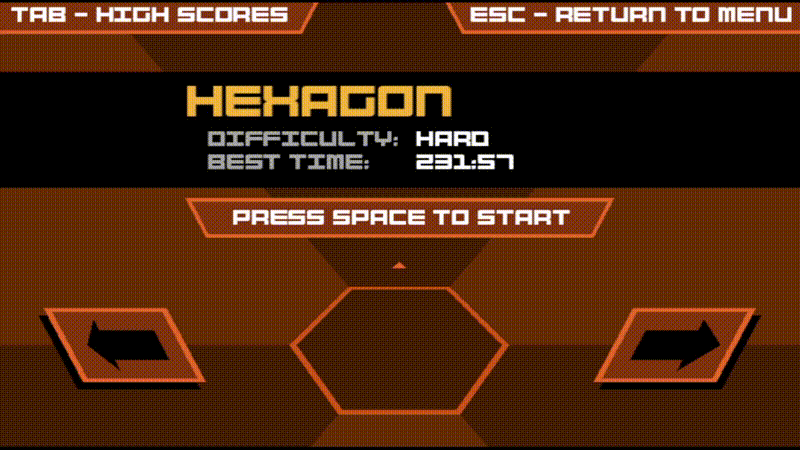 TAB - HIGH SCORES
ESC - RETURN TO MENU
HEXAGON
DIFFICULTY: HARD
BEST TIME: 231:57
PRESS SPACE TO START